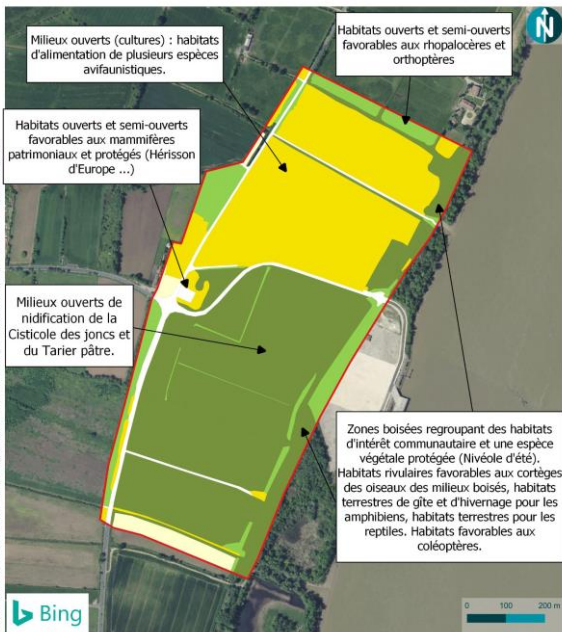 Milieux ouverts (cultures) : habitats
d'alimentation de plusieurs espèces
avifaunistiques.
Habitats ouverts et semi-ouverts
favorables aux rhopalocères et
orthoptères
N
Habitats ouverts et semi-ouverts
favorables aux mammifères
patrimoniaux et protégés (Hérisson
d'Europe ...)
Milieux ouverts de
nidification de la
Cisticole des joncs et
du Tarier pâtre.
Zones boisées regroupant des habitats
d'intérêt communautaire et une espèce
végétale protégée (Nivéole d'été).
Habitats rivulaires favorables aux cortèges
des oiseaux des milieux boisés, habitats
terrestres de gîte et d'hivernage pour les
amphibiens, habitats terrestres pour les
reptiles. Habitats favorables aux
coléoptères.
Bing
0 100 200 m